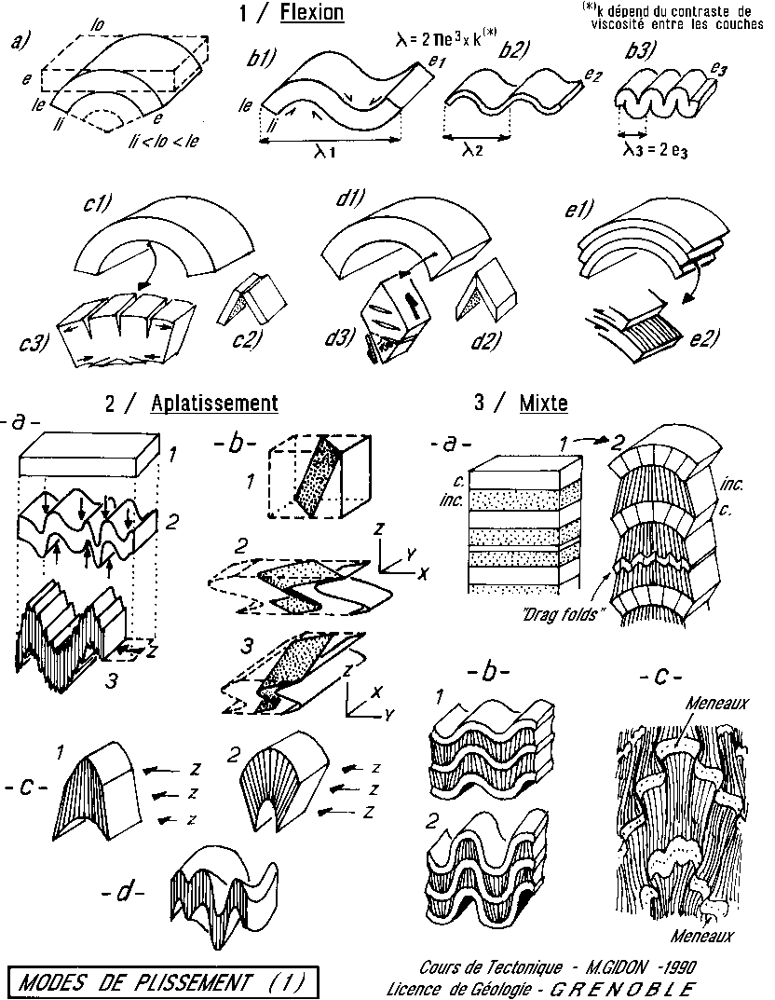 1 / Flexion
(*)k dépend du contraste de
viscosité entre les couches
a)
lo
e
le
li
e
li < lo < le
b1)
λ = 2Πe³ x k(*)
e1
le
li
λ1
b2)
e2
λ2
b3)
e3
λ3 = 2 e3
c1)
c2)
c3)
d1)
d3)
d2)
e1)
e2)
2 / Aplatissement
3 / Mixte
-a-
1
2
3
Z
-b-
1
2
3
Z
Y
X
Z
X
Y
-c-
1
z
z
z
2
z
z
z
-d-
-a-
1
2
c.
inc.
inc.
c.
"Drag folds"
-b-
1
2
-c-
Meneaux
Meneaux
MODES DE PLISSEMENT (1)
Cours de Tectonique - M.GIDON -1990
Licence de Géologie - GRENOBLE